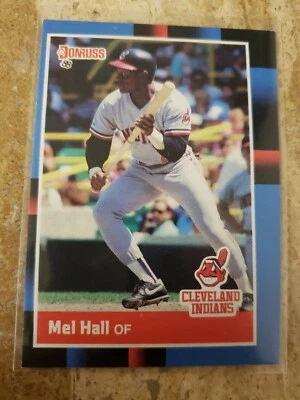 DONRUSS
88
CLEVELAND
INDIANS
Mel Hall OF